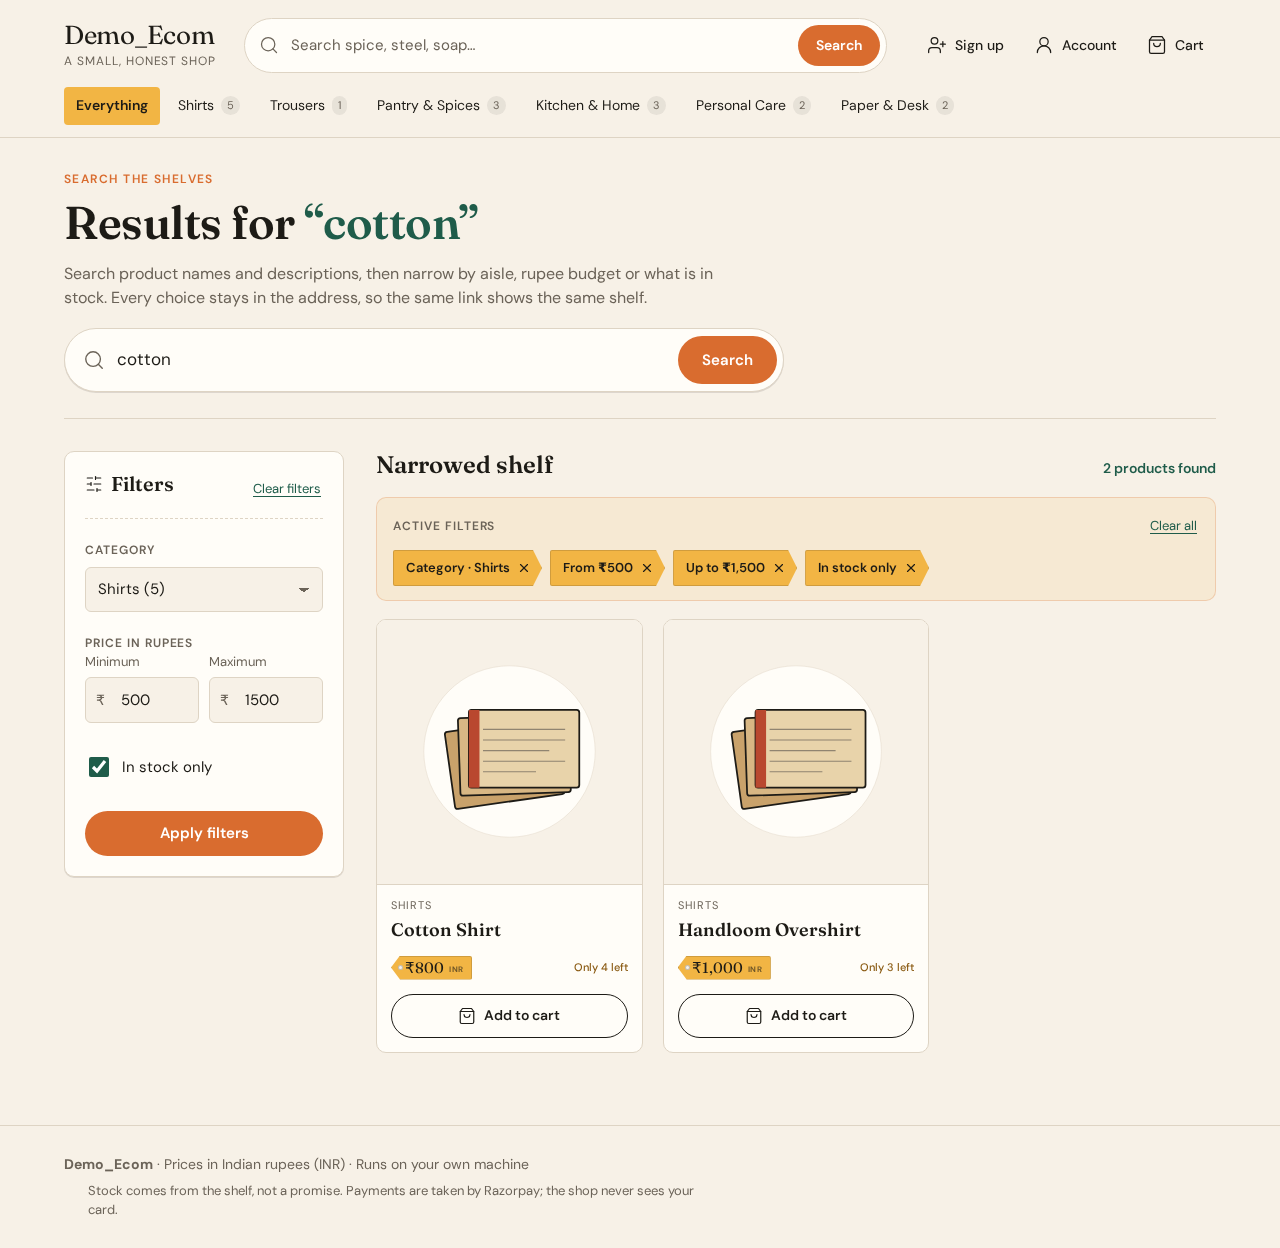 Demo_Ecom
A SMALL, HONEST SHOP
Search spice, steel, soap…
Search
Sign up
Account
Cart
Everything
Shirts 5
Trousers 1
Pantry & Spices 3
Kitchen & Home 3
Personal Care 2
Paper & Desk 2
SEARCH THE SHELVES
Results for “cotton”
Search product names and descriptions, then narrow by aisle, rupee budget or what is in
stock. Every choice stays in the address, so the same link shows the same shelf.
cotton
Search
Filters
Clear filters
CATEGORY
Shirts (5)
PRICE IN RUPEES
Minimum
Maximum
₹ 500
₹ 1500
In stock only
Apply filters
Narrowed shelf
2 products found
ACTIVE FILTERS
Clear all
Category · Shirts ×
From ₹500 ×
Up to ₹1,500 ×
In stock only ×
SHIRTS
Cotton Shirt
₹800 INR
Only 4 left
Add to cart
SHIRTS
Handloom Overshirt
₹1,000 INR
Only 3 left
Add to cart
Demo_Ecom · Prices in Indian rupees (INR) · Runs on your own machine
Stock comes from the shelf, not a promise. Payments are taken by Razorpay; the shop never sees your
card.